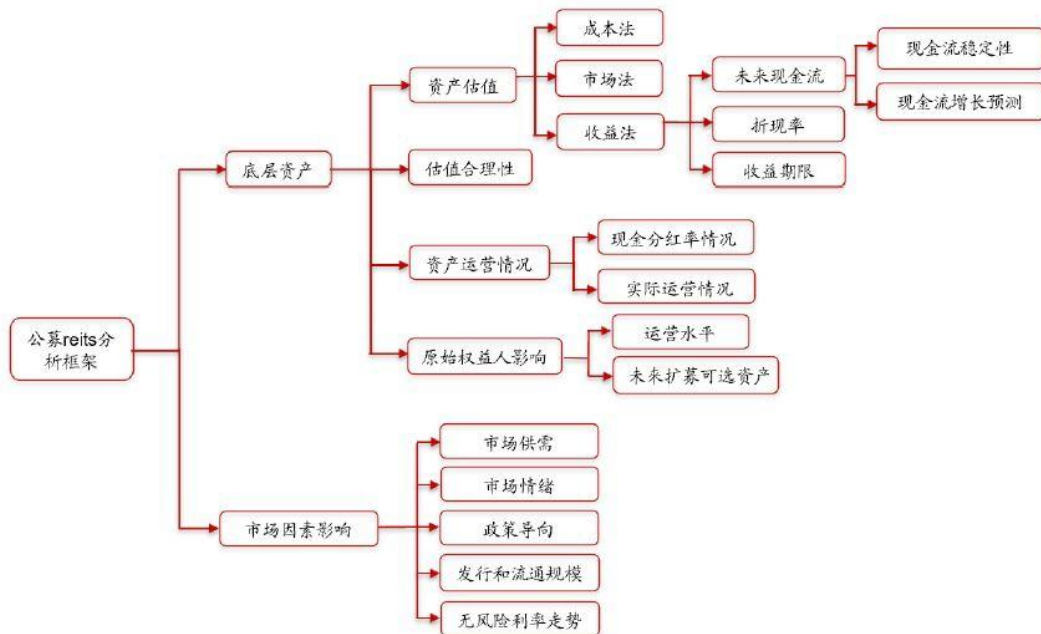 公募reits分
析框架
底层资产
资产估值
成本法
市场法
收益法
未来现金流
现金流稳定性
现金流增长预测
折现率
收益期限
估值合理性
资产运营情况
现金分红率情况
实际运营情况
原始权益人影响
运营水平
未来扩募可选资产
市场因素影响
市场供需
市场情绪
政策导向
发行和流通规模
无风险利率走势